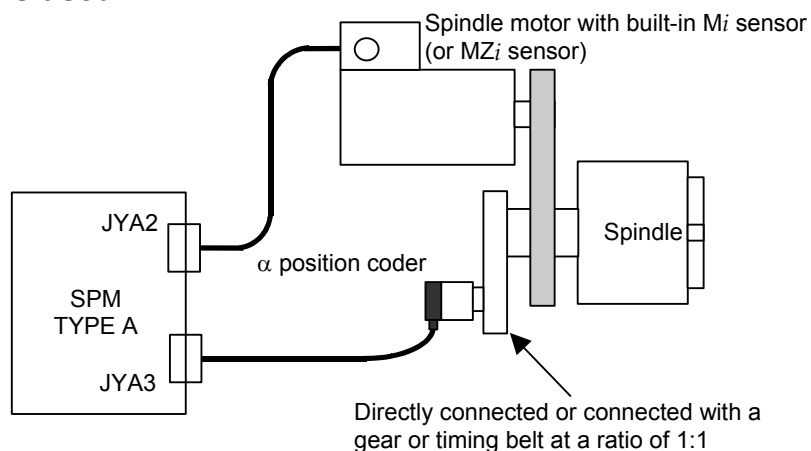 Spindle motor with built-in Mi sensor
(or MZi sensor)
JYA2
Spindle
α position coder
SPM
TYPE A
JYA3
Directly connected or connected with a
gear or timing belt at a ratio of 1:1